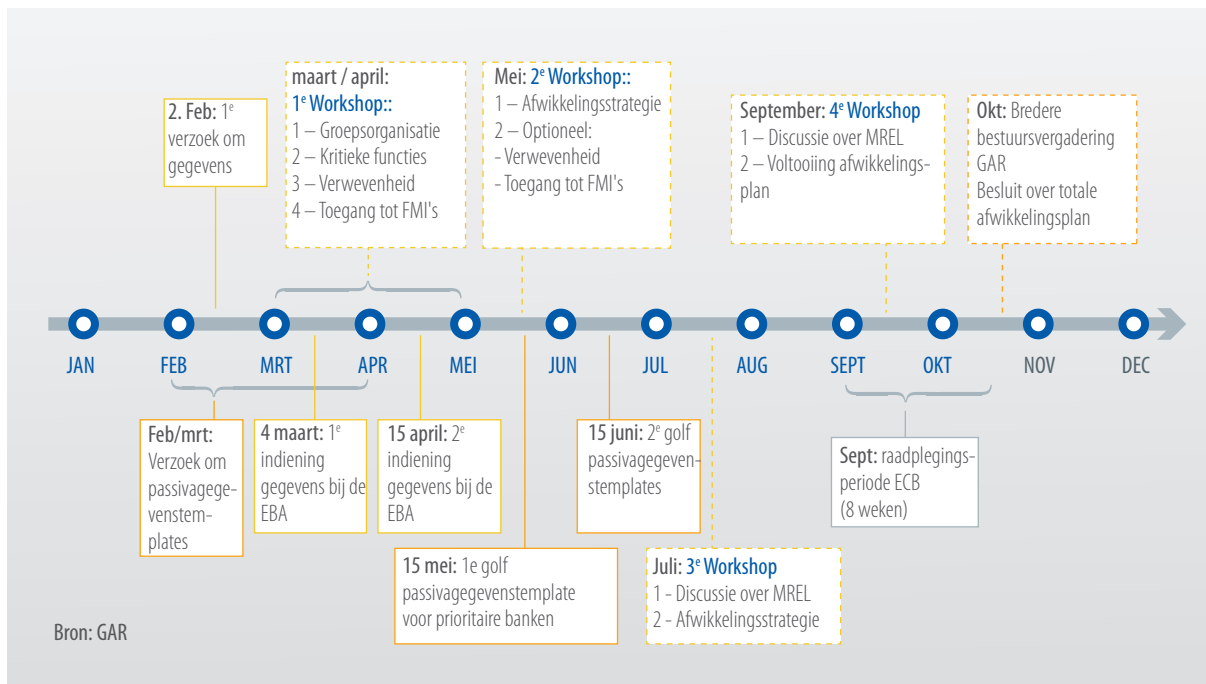 2. Feb: 1e
verzoek om
gegevens
maart / april:
1e Workshop::
1 – Groepsorganisatie
2 – Kritieke functies
3 – Verwevenheid
4 – Toegang tot FMI's
Mei: 2e Workshop::
1 – Afwikkelingsstrategie
2 – Optioneel:
- Verwevenheid
- Toegang tot FMI's
September: 4e Workshop
1 – Discussie over MREL
2 – Voltooiing afwikkelings-
plan
Okt: Bredere
bestuursvergadering
GAR
Besluit over totale
afwikkelingsplan
JAN FEB MRT APR MEI JUN JUL AUG SEPT OKT NOV DEC
Feb/mrt:
Verzoek om
passivagege-
venstem-
plates
4 maart: 1e
indiening
gegevens bij de
EBA
15 april: 2e
indiening
gegevens bij de
EBA
15 juni: 2e golf
passivagegeven-
stemplates
Sept: raadplegings-
periode ECB
(8 weken)
15 mei: 1e golf
passivagegevenstemplate
voor prioritaire banken
Juli: 3e Workshop
1 - Discussie over MREL
2 - Afwikkelingsstrategie
Bron: GAR